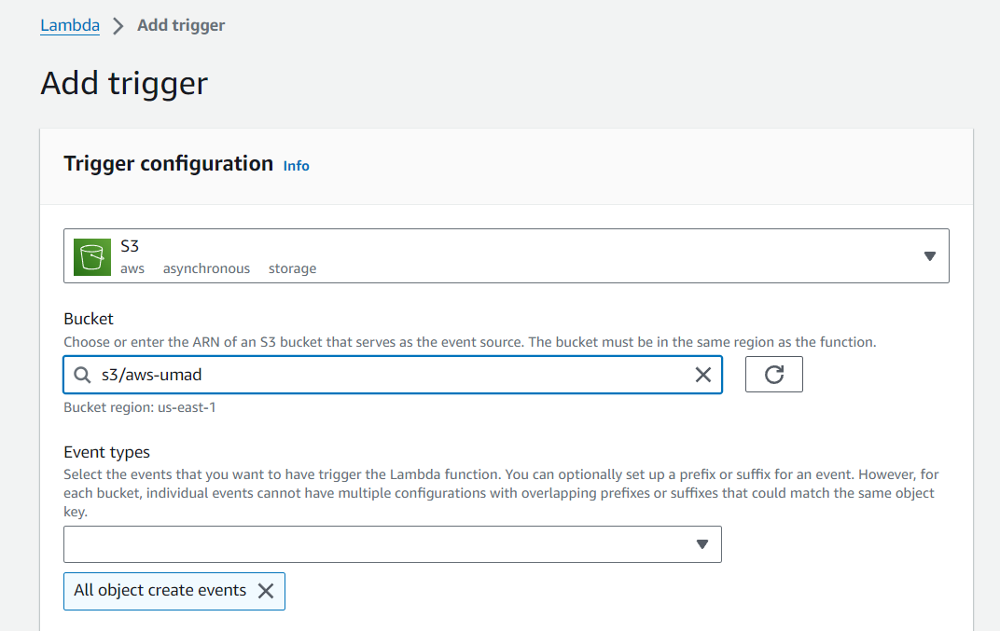 Lambda Add trigger
Add trigger
Trigger configuration Info
S3
aws asynchronous storage
Bucket
Choose or enter the ARN of an S3 bucket that serves as the event source. The bucket must be in the same region as the function.
s3/aws-umad
Bucket region: us-east-1
Event types
Select the events that you want to have trigger the Lambda function. You can optionally set up a prefix or suffix for an event. However, for
each bucket, individual events cannot have multiple configurations with overlapping prefixes or suffixes that could match the same object
key.
All object create events